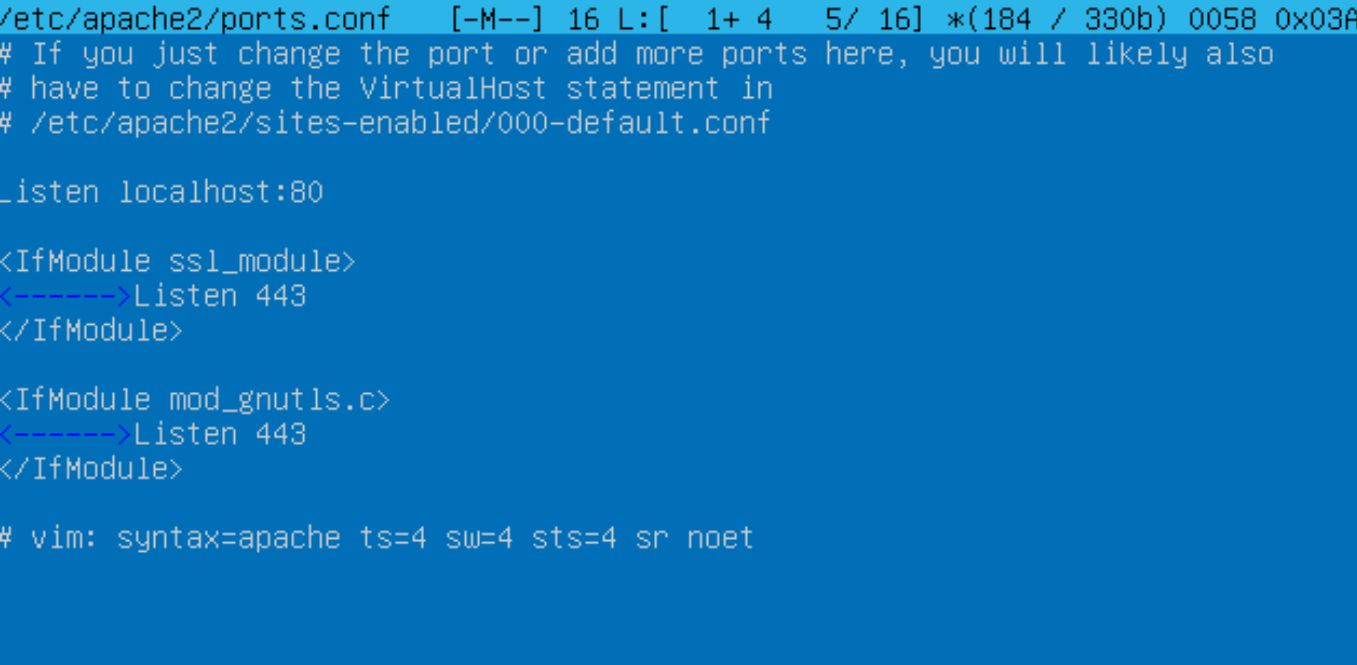 /etc/apache2/ports.conf [-M--] 16 L:[ 1+ 4 5/ 16] *(184 / 330b) 0058 0x03A
# If you just change the port or add more ports here, you will likely also
# have to change the VirtualHost statement in
# /etc/apache2/sites-enabled/000-default.conf
Listen localhost:80
<IfModule ssl_module>
<------>Listen 443
</IfModule>
<IfModule mod_gnutls.c>
<------>Listen 443
</IfModule>
# vim: syntax=apache ts=4 sw=4 sts=4 sr noet